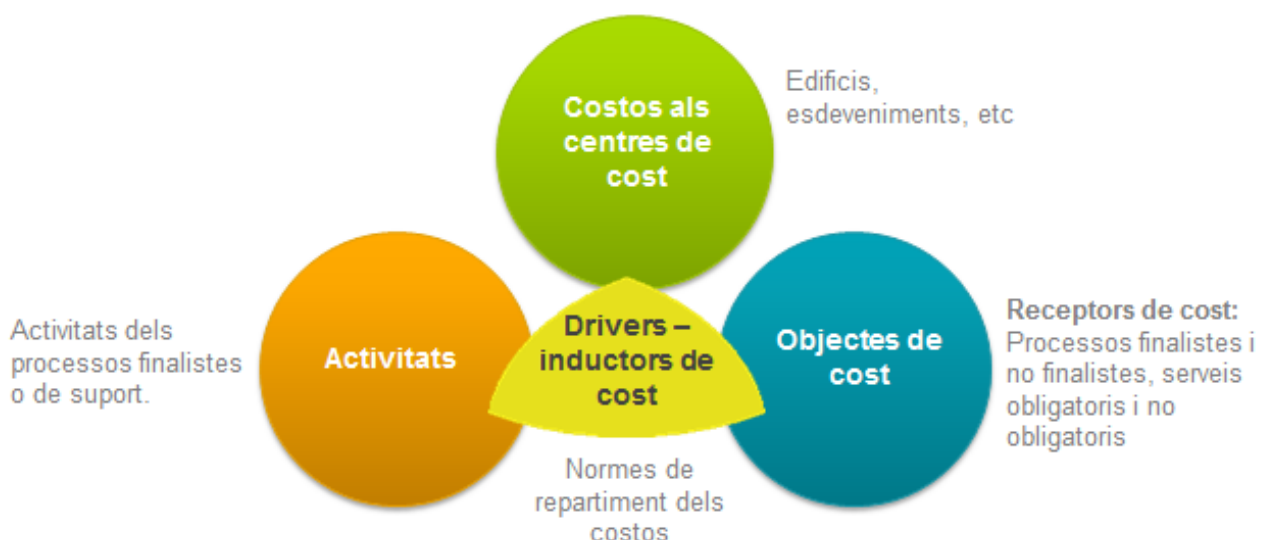 Costos als
centres de
cost
Edificis,
esdeveniments, etc
Activitats dels
processos finalistes
o de suport.
Activitats
Drivers –
inductors de
cost
Objectes de
cost
Receptors de cost:
Processos finalistes i
no finalistes, serveis
obligatoris i no
obligatoris
Normes de
repartiment dels
costos